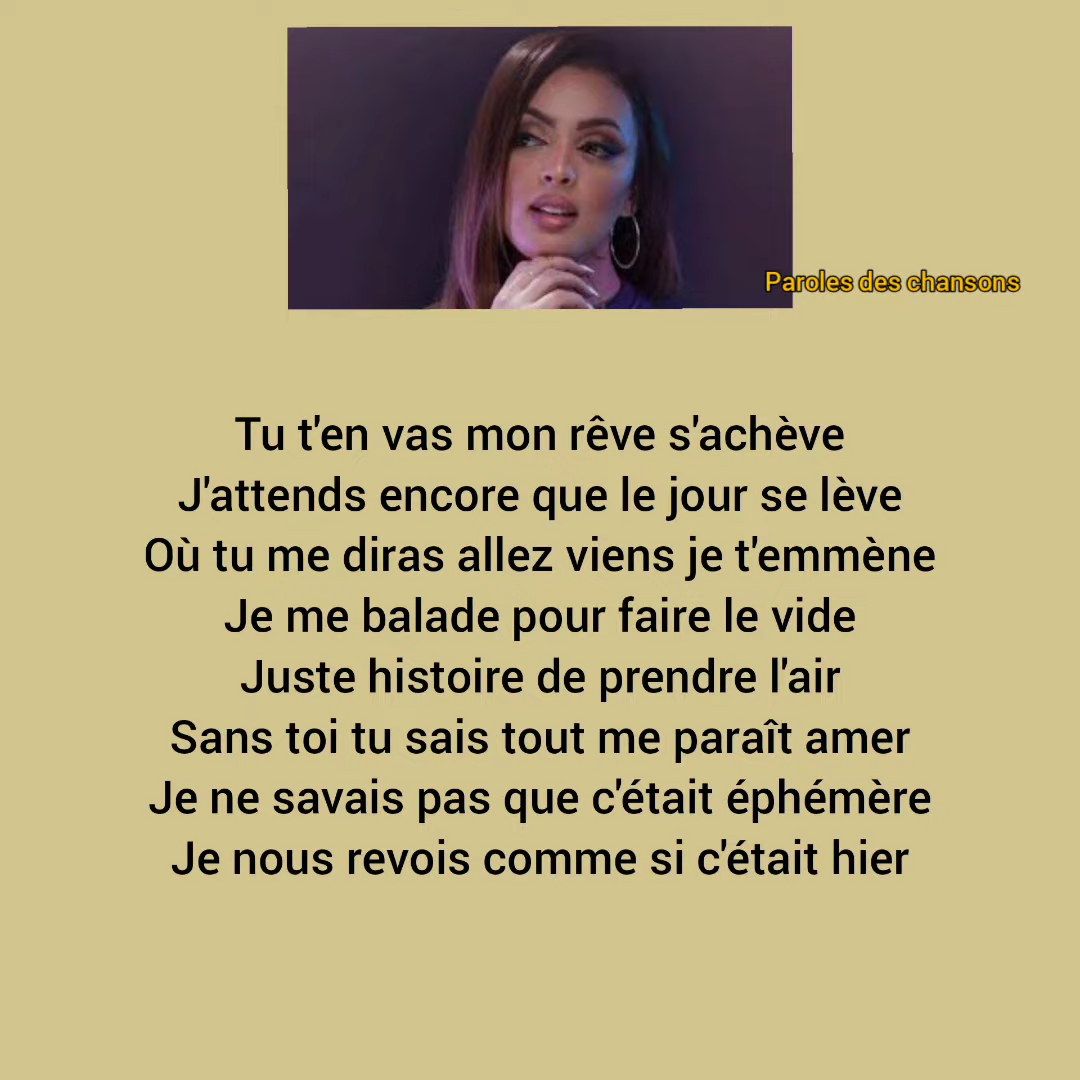 Paroles des chansons
Tu t'en vas mon rêve s'achève
J'attends encore que le jour se lève
Où tu me diras allez viens je t'emmène
Je me balade pour faire le vide
Juste histoire de prendre l'air
Sans toi tu sais tout me paraît amer
Je ne savais pas que c'était éphémère
Je nous revois comme si c'était hier